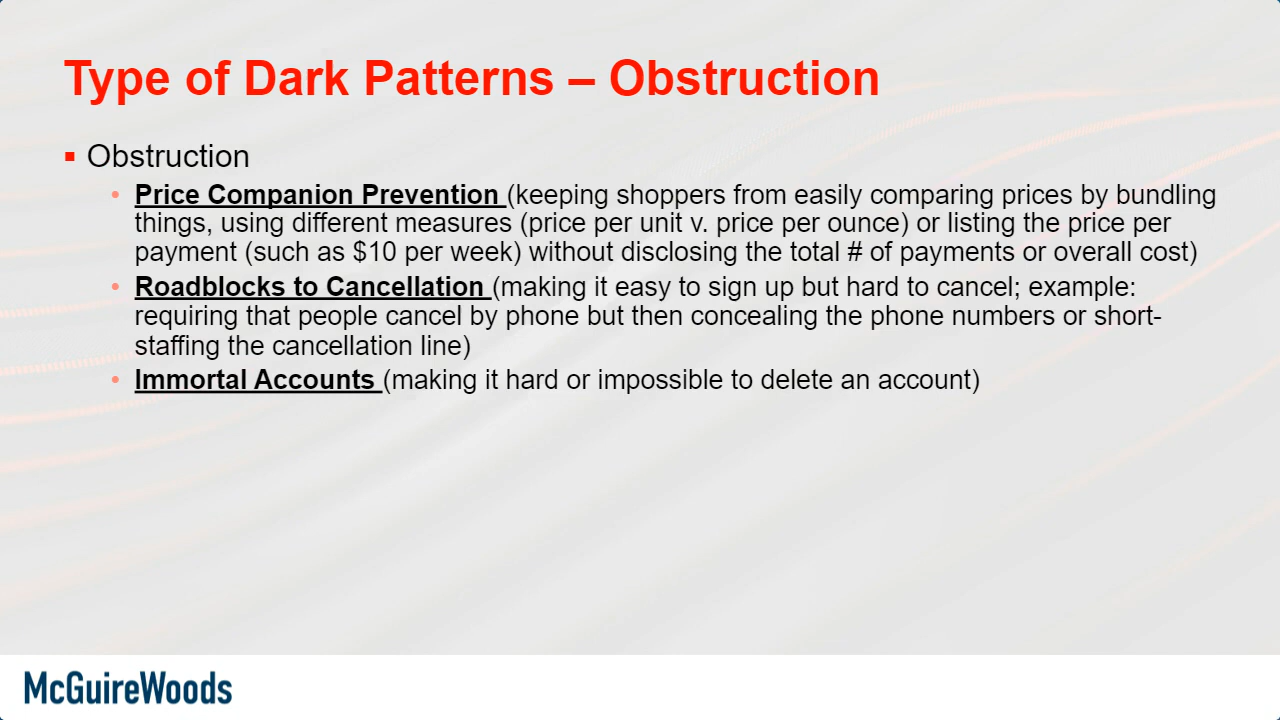 Type of Dark Patterns – Obstruction
Obstruction
Price Companion Prevention (keeping shoppers from easily comparing prices by bundling
things, using different measures (price per unit v. price per ounce) or listing the price per
payment (such as $10 per week) without disclosing the total # of payments or overall cost)
Roadblocks to Cancellation (making it easy to sign up but hard to cancel; example:
requiring that people cancel by phone but then concealing the phone numbers or short-
staffing the cancellation line)
Immortal Accounts (making it hard or impossible to delete an account)
McGuireWoods